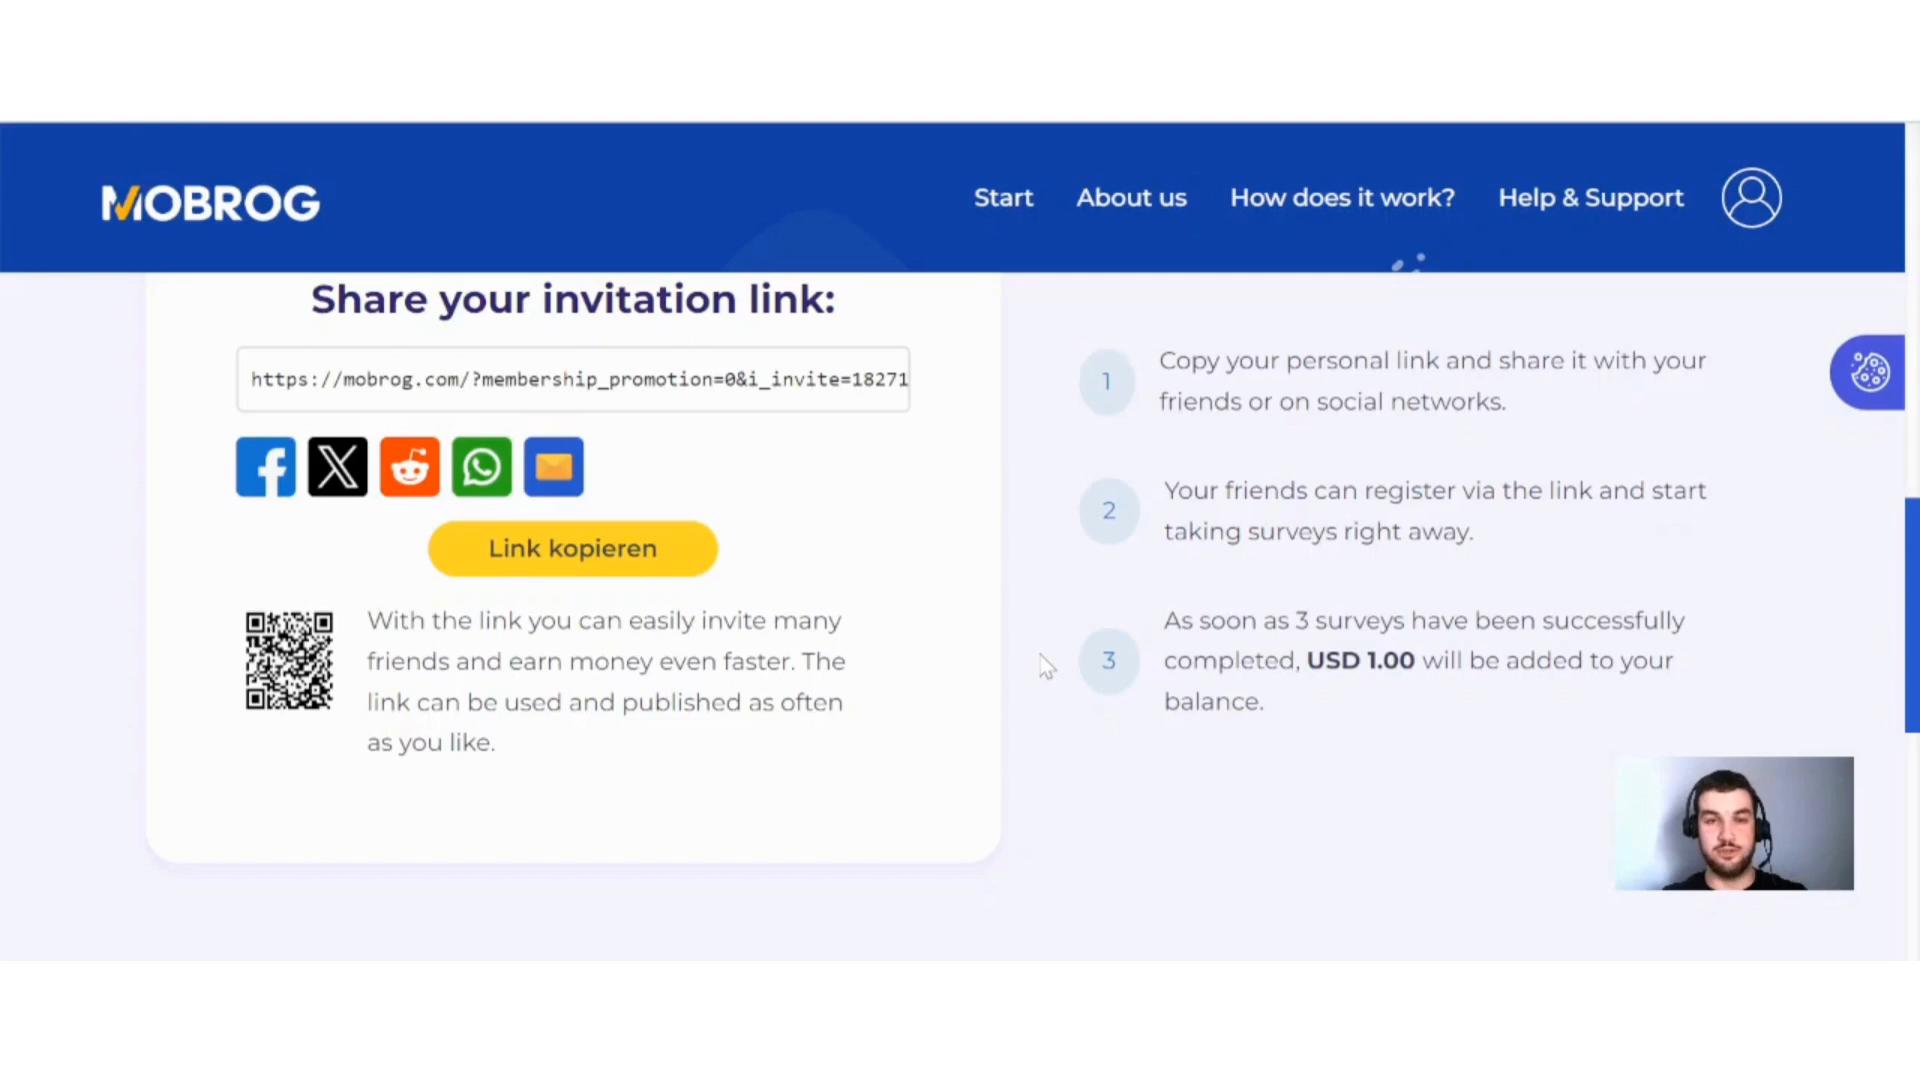 MOBROG
Start
About us
How does it work?
Help & Support
Share your invitation link:
https://mobrog.com/?membership_promotion=0&i_invite=18271
Link kopieren
With the link you can easily invite many
friends and earn money even faster. The
link can be used and published as often
as you like.
1
Copy your personal link and share it with your
friends or on social networks.
2
Your friends can register via the link and start
taking surveys right away.
3
As soon as 3 surveys have been successfully
completed, USD 1.00 will be added to your
balance.